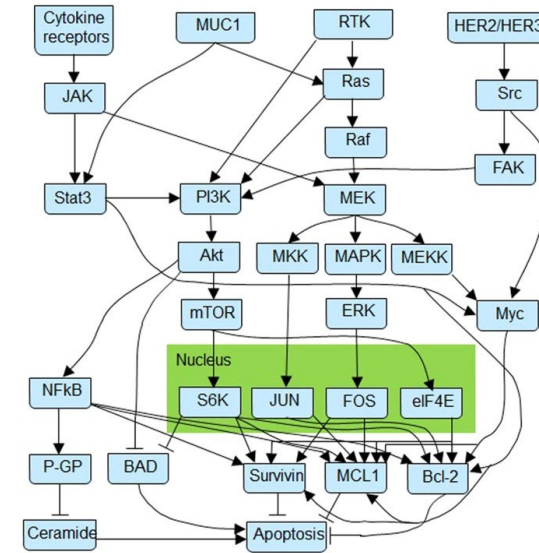 Cytokine
receptors
MUC1
RTK
HER2/HER3
JAK
Ras
Src
Raf
FAK
Stat3
PI3K
MEK
Akt
MKK
MAPK
MEKK
mTOR
ERK
Myc
Nucleus
NFkB
S6K
JUN
FOS
eIF4E
P-GP
BAD
Survivin
MCL1
Bcl-2
Ceramide
Apoptosis